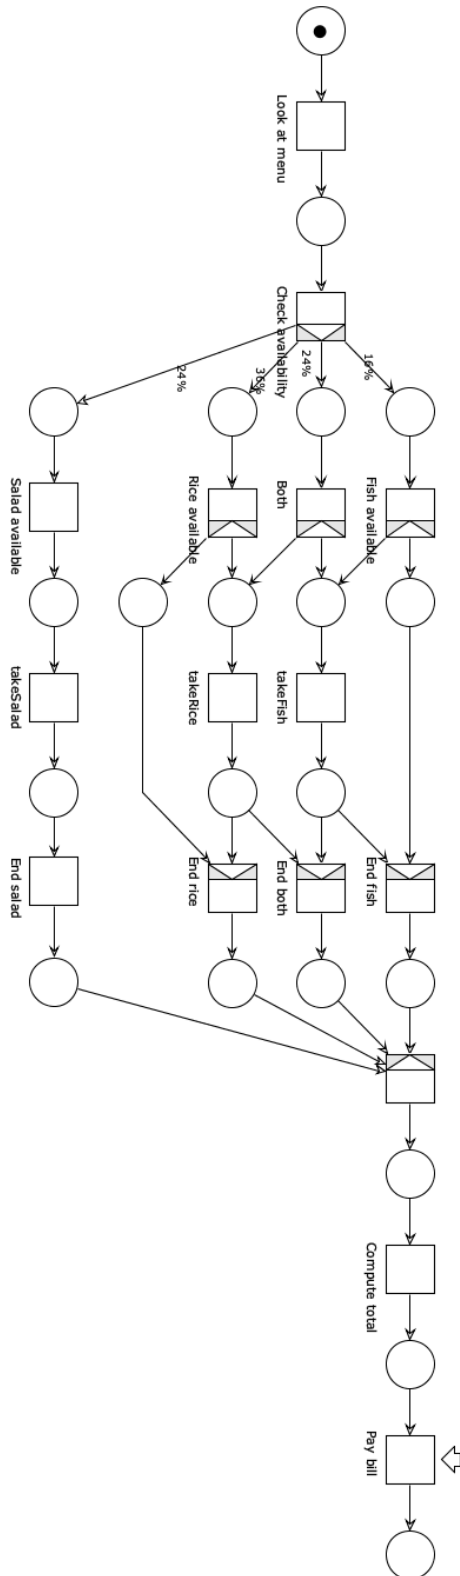 Look at menu
Check availability
24%
36%
24%
16%
Salad available
Rice available
Both
Fish available
takeSalad
takeRice
takeFish
End salad
End rice
End both
End fish
Compute total
Pay bill